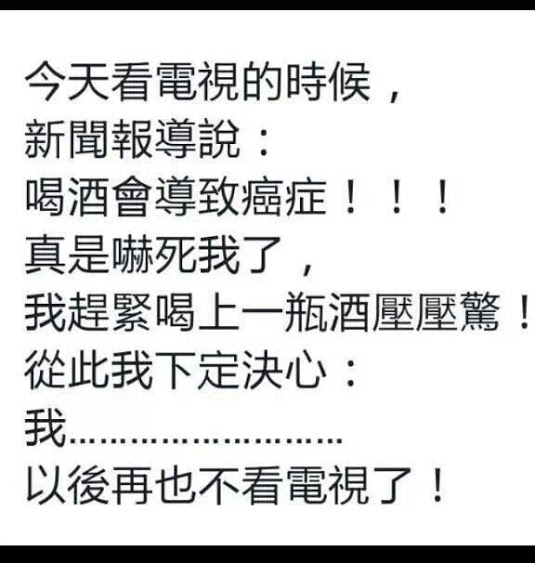 今天看電視的時候，
新聞報導說：
喝酒會導致癌症！！！
真是嚇死我了，
我趕緊喝上一瓶酒壓壓驚！
從此我下定決心：
我………………………
以後再也不看電視了！